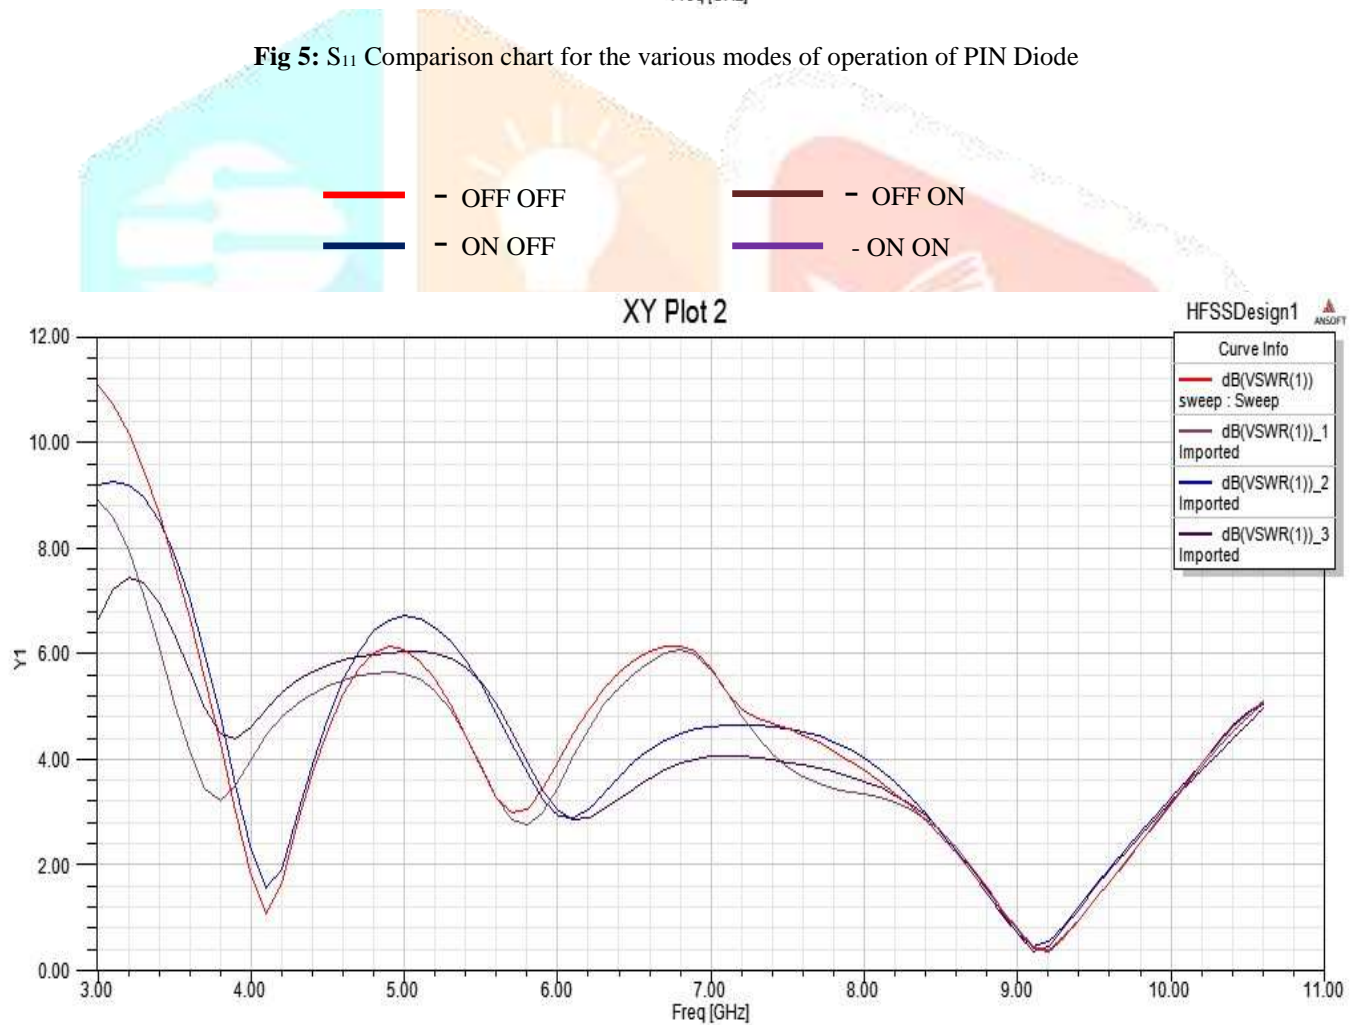 Fig 5: S₁₁ Comparison chart for the various modes of operation of PIN Diode
- OFF OFF
- OFF ON
- ON OFF
- ON ON
XY Plot 2
HFSSDesign1
ANSOFT
Curve Info
dB(VSWR(1))
sweep : Sweep
dB(VSWR(1))_1
Imported
dB(VSWR(1))_2
Imported
dB(VSWR(1))_3
Imported
12.00
10.00
8.00
6.00
4.00
2.00
0.00
Y1
3.00 4.00 5.00 6.00 7.00 8.00 9.00 10.00 11.00
Freq [GHz]